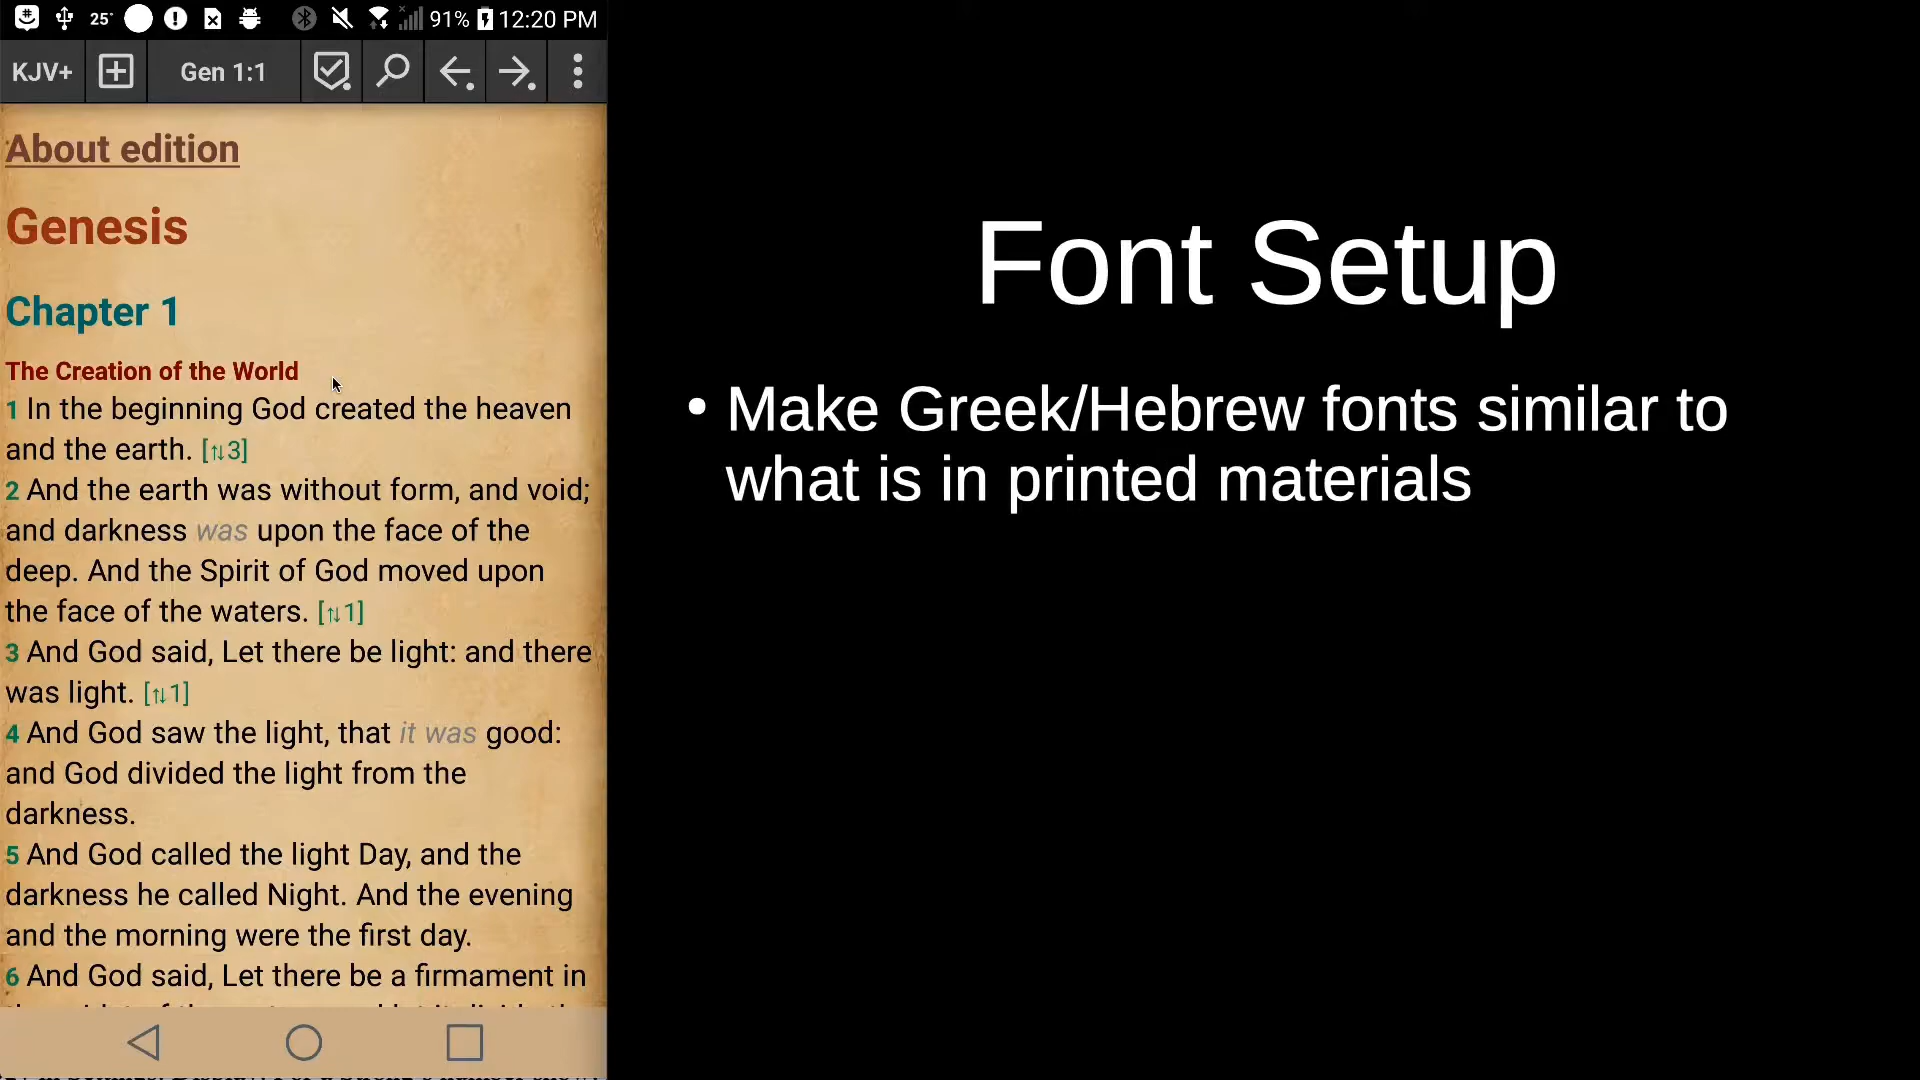 25°
91%
12:20 PM
KJV+
Gen 1:1
About edition
Genesis
Chapter 1
The Creation of the World
1 In the beginning God created the heaven
and the earth. [⇅3]
2 And the earth was without form, and void;
and darkness was upon the face of the
deep. And the Spirit of God moved upon
the face of the waters. [⇅1]
3 And God said, Let there be light: and there
was light. [⇅1]
4 And God saw the light, that it was good:
and God divided the light from the
darkness.
5 And God called the light Day, and the
darkness he called Night. And the evening
and the morning were the first day.
6 And God said, Let there be a firmament in
Font Setup
• Make Greek/Hebrew fonts similar to
what is in printed materials